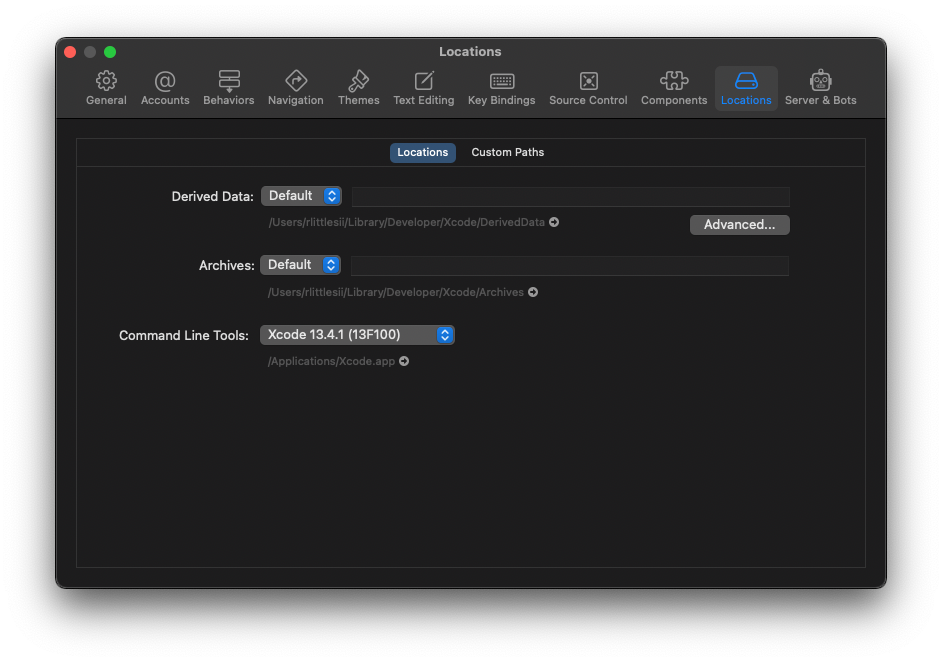 Locations
General Accounts Behaviors Navigation Themes Text Editing Key Bindings Source Control Components Locations Server & Bots
Locations Custom Paths
Derived Data: Default
/Users/rlittlesii/Library/Developer/Xcode/DerivedData
Advanced...
Archives: Default
/Users/rlittlesii/Library/Developer/Xcode/Archives
Command Line Tools: Xcode 13.4.1 (13F100)
/Applications/Xcode.app